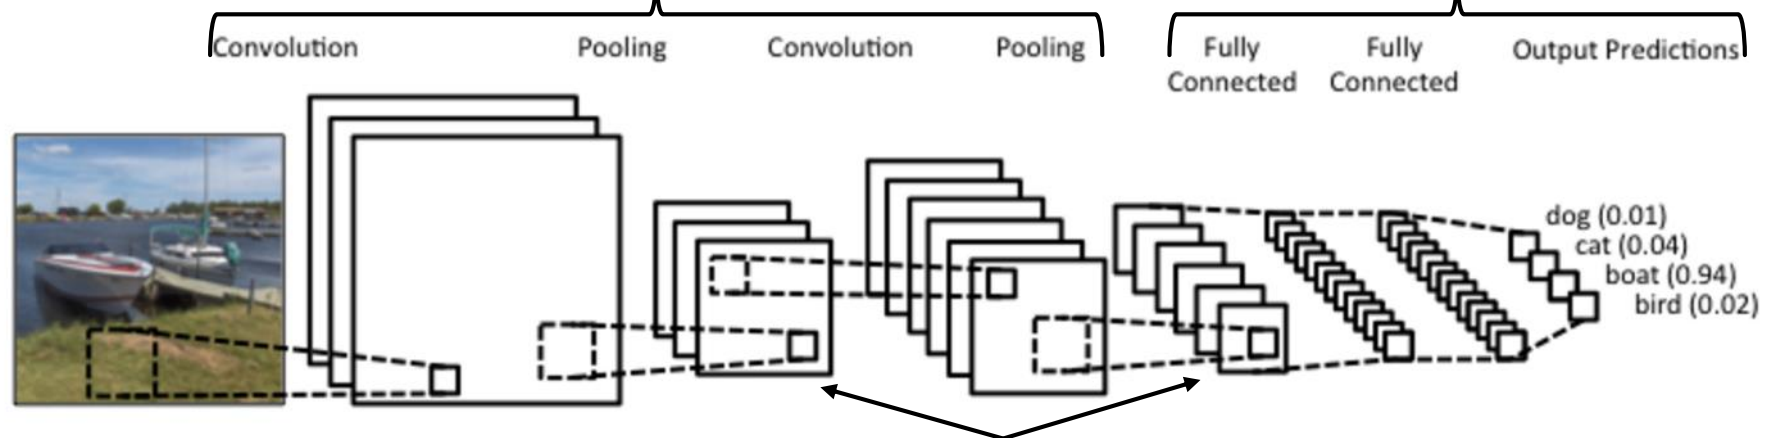 Convolution
Pooling
Convolution
Pooling
Fully
Connected
Fully
Connected
Output Predictions
dog (0.01)
cat (0.04)
boat (0.94)
bird (0.02)